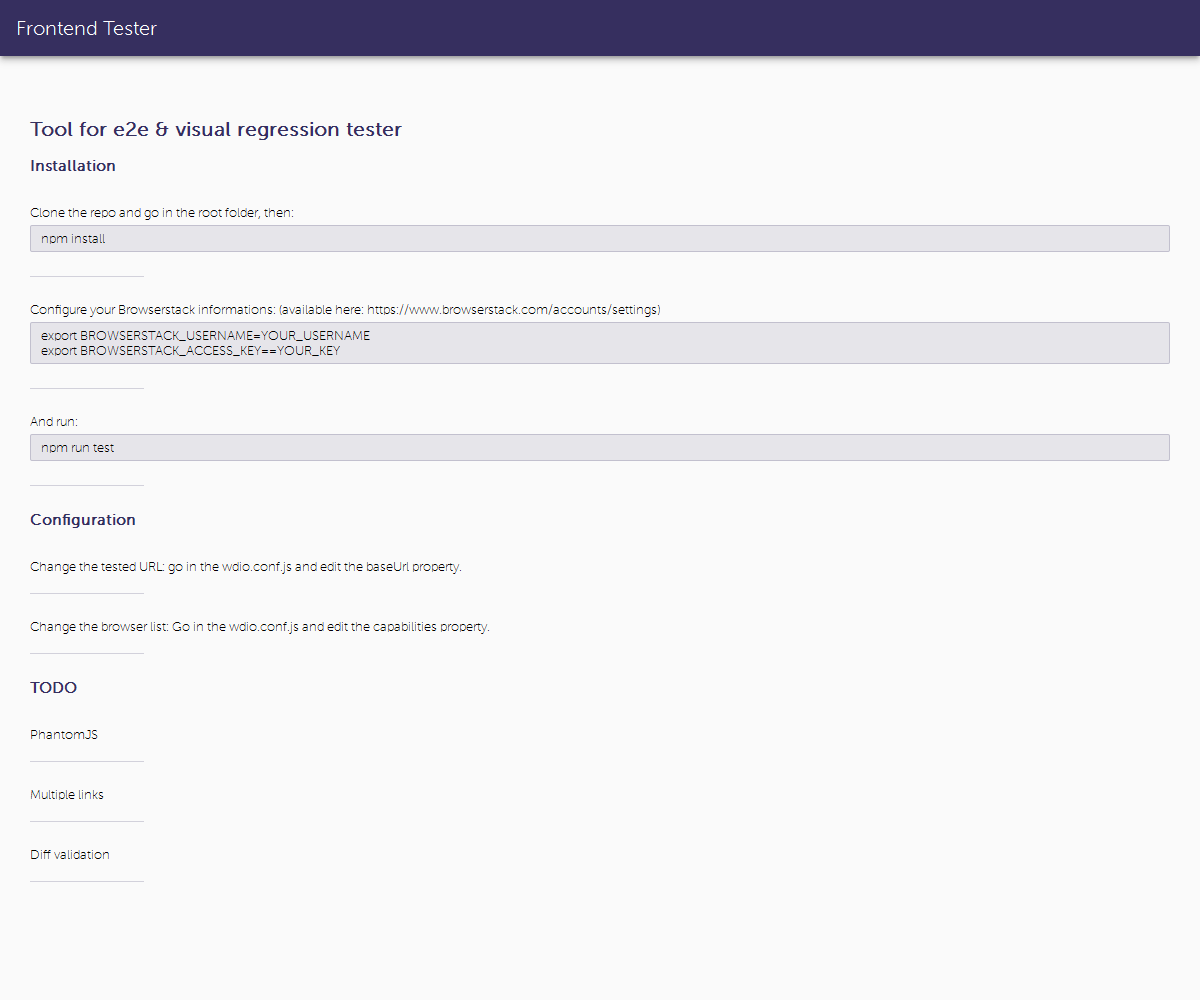 Frontend Tester
Tool for e2e & visual regression tester
Installation
Clone the repo and go in the root folder, then:
npm install
Configure your Browserstack informations: (available here: https://www.browserstack.com/accounts/settings)
export BROWSERSTACK_USERNAME=YOUR_USERNAME
export BROWSERSTACK_ACCESS_KEY==YOUR_KEY
And run:
npm run test
Configuration
Change the tested URL: go in the wdio.conf.js and edit the baseUrl property.
Change the browser list: Go in the wdio.conf.js and edit the capabilities property.
TODO
PhantomJS
Multiple links
Diff validation